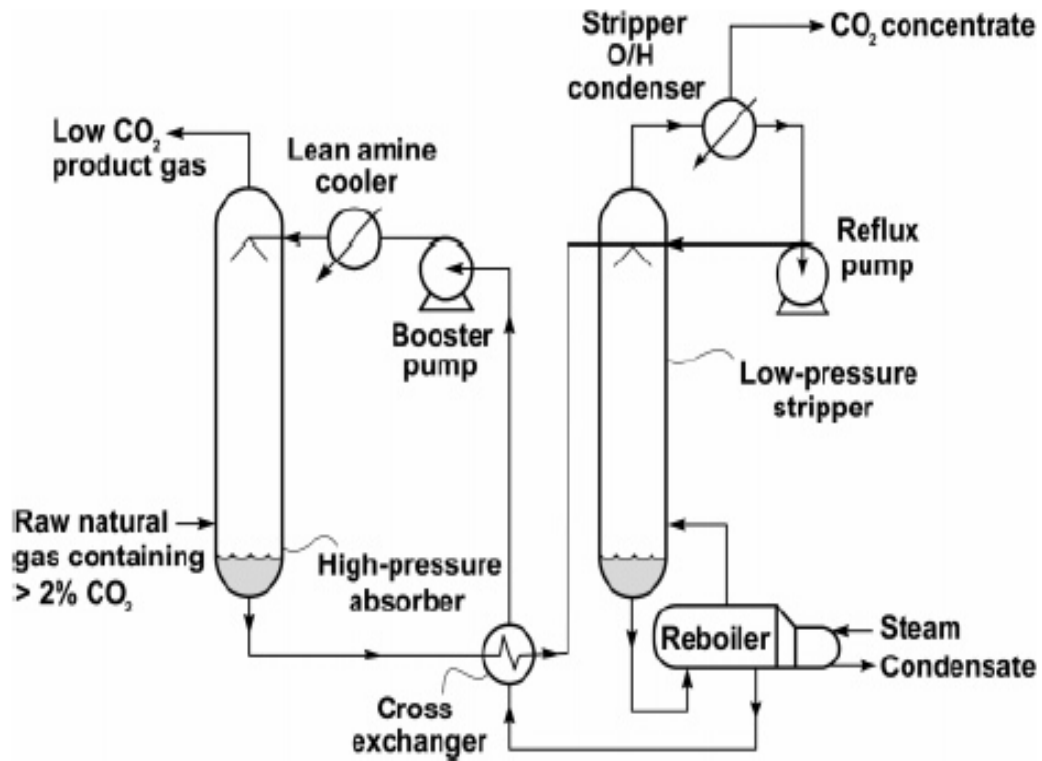 Stripper
O/H
condenser
CO₂ concentrate
Low CO₂
product gas
Lean amine
cooler
Reflux
pump
Booster
pump
Low-pressure
stripper
Raw natural
gas containing
> 2% CO₂
High-pressure
absorber
Reboiler
Steam
Condensate
Cross
exchanger